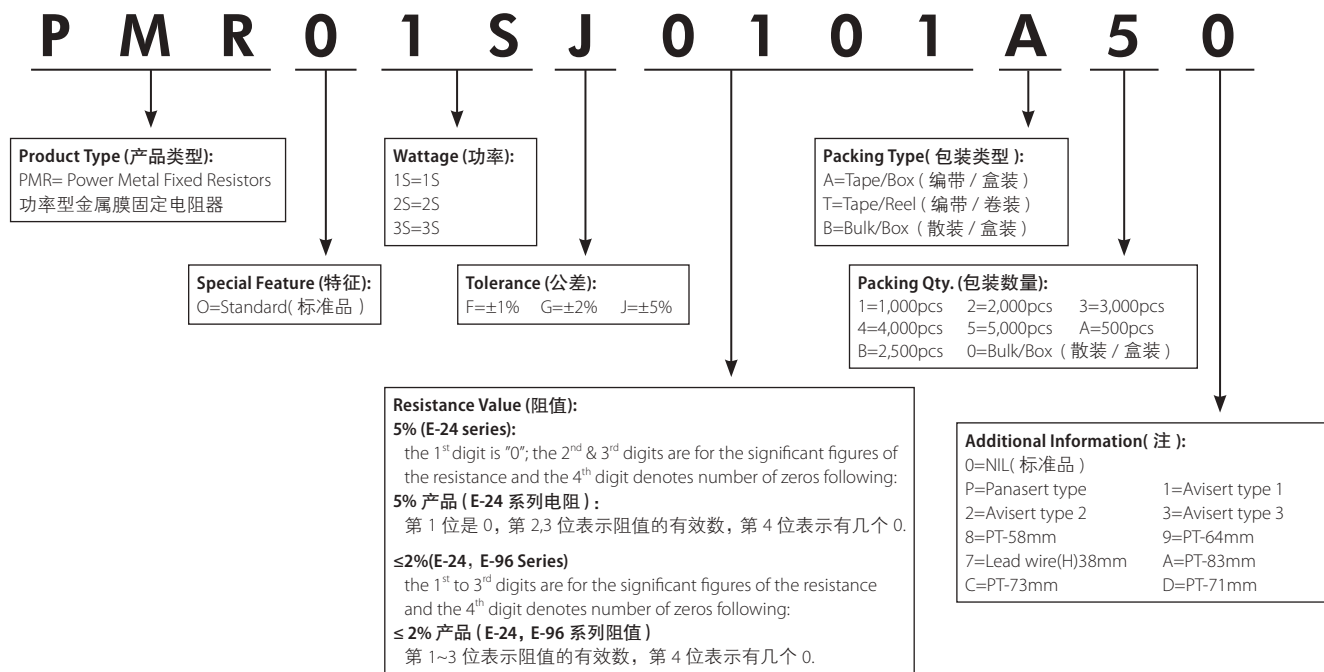 P M R 0 1 S J 0 1 0 1 A 5 0
Product Type (产品类型):
PMR= Power Metal Fixed Resistors
功率型金属膜固定电阻器
Wattage (功率):
1S=1S
2S=2S
3S=3S
Packing Type( 包装类型 ):
A=Tape/Box ( 编带 / 盒装 )
T=Tape/Reel ( 编带 / 卷装 )
B=Bulk/Box ( 散装 / 盒装 )
Special Feature (特征):
O=Standard( 标准品 )
Tolerance (公差):
F=±1% G=±2% J=±5%
Packing Qty. (包装数量):
1=1,000pcs 2=2,000pcs 3=3,000pcs
4=4,000pcs 5=5,000pcs A=500pcs
B=2,500pcs 0=Bulk/Box ( 散装 / 盒装 )
Resistance Value (阻值):
5% (E-24 series):
the 1st digit is "0"; the 2nd & 3rd digits are for the significant figures of
the resistance and the 4th digit denotes number of zeros following:
5% 产品 ( E-24 系列电阻 ) :
第 1 位是 0, 第 2,3 位表示阻值的有效数, 第 4 位表示有几个 0.
≤2%(E-24, E-96 Series)
the 1st to 3rd digits are for the significant figures of the resistance
and the 4th digit denotes number of zeros following:
≤ 2% 产品 ( E-24, E-96 系列阻值 )
第 1~3 位表示阻值的有效数, 第 4 位表示有几个 0.
Additional Information( 注 ):
0=NIL( 标准品 )
P=Panasert type 1=Avisert type 1
2=Avisert type 2 3=Avisert type 3
8=PT-58mm 9=PT-64mm
7=Lead wire(H)38mm A=PT-83mm
C=PT-73mm D=PT-71mm